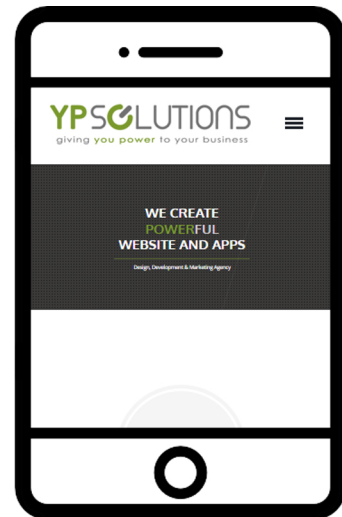 YPSOLUTIONS
giving you power to your business
WE CREATE
POWERFUL
WEBSITE AND APPS
Design, Development & Marketing Agency